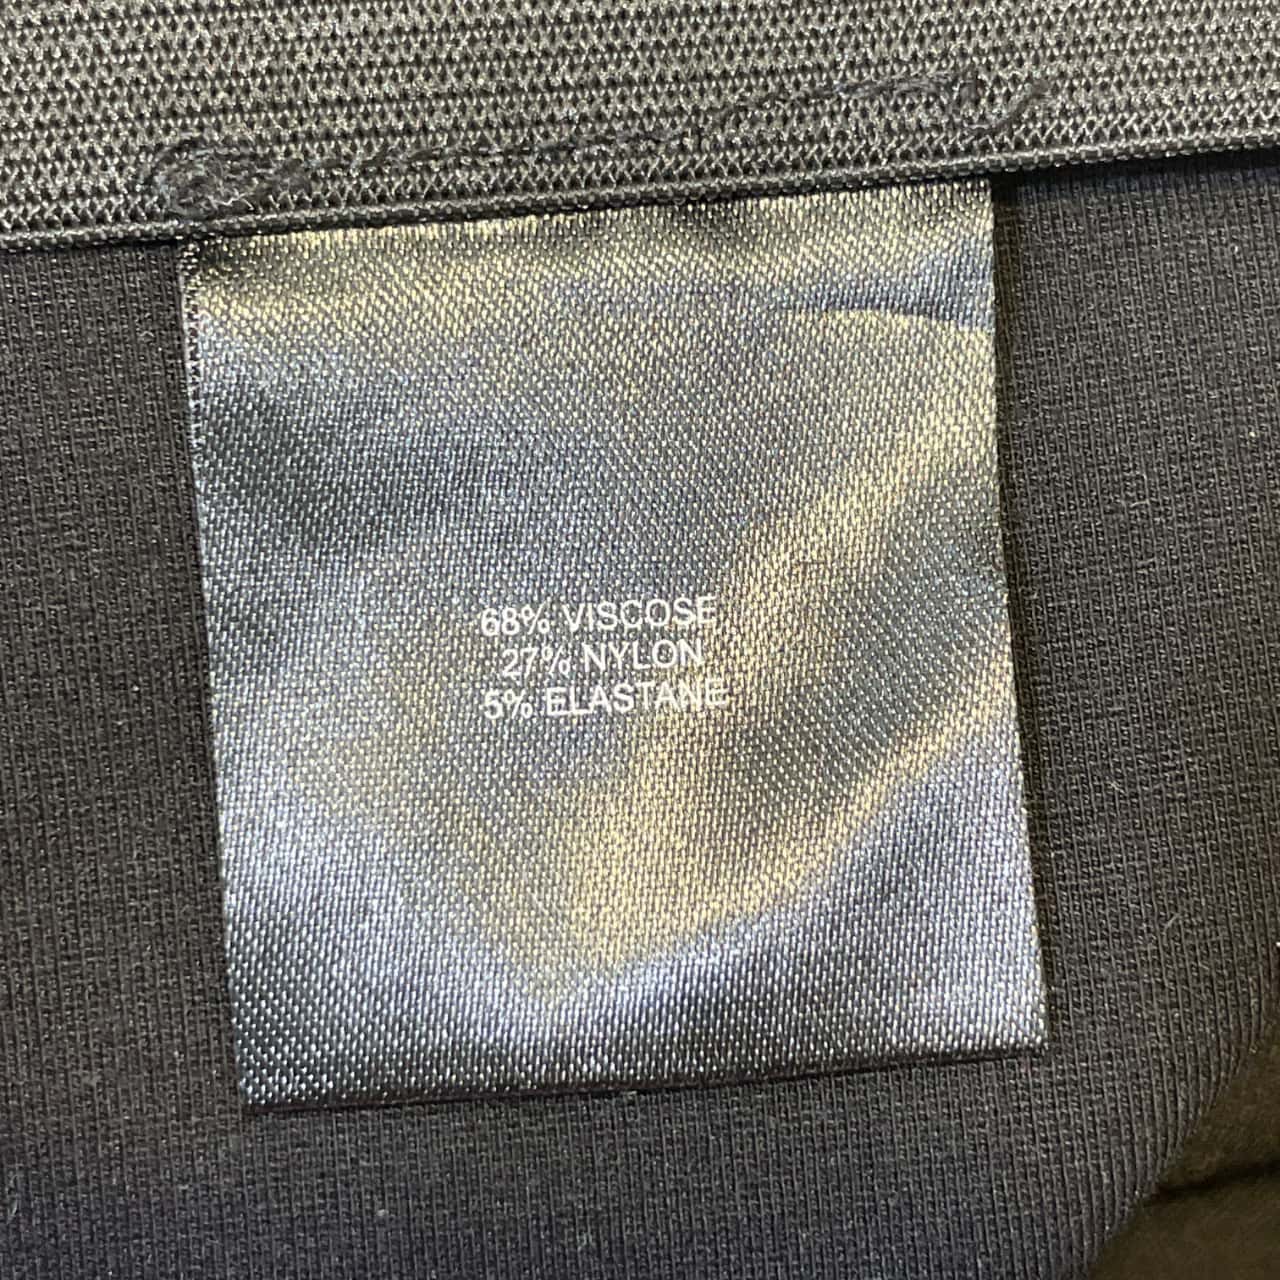 68% VISCOSE
27% NYLON
5% ELASTANE